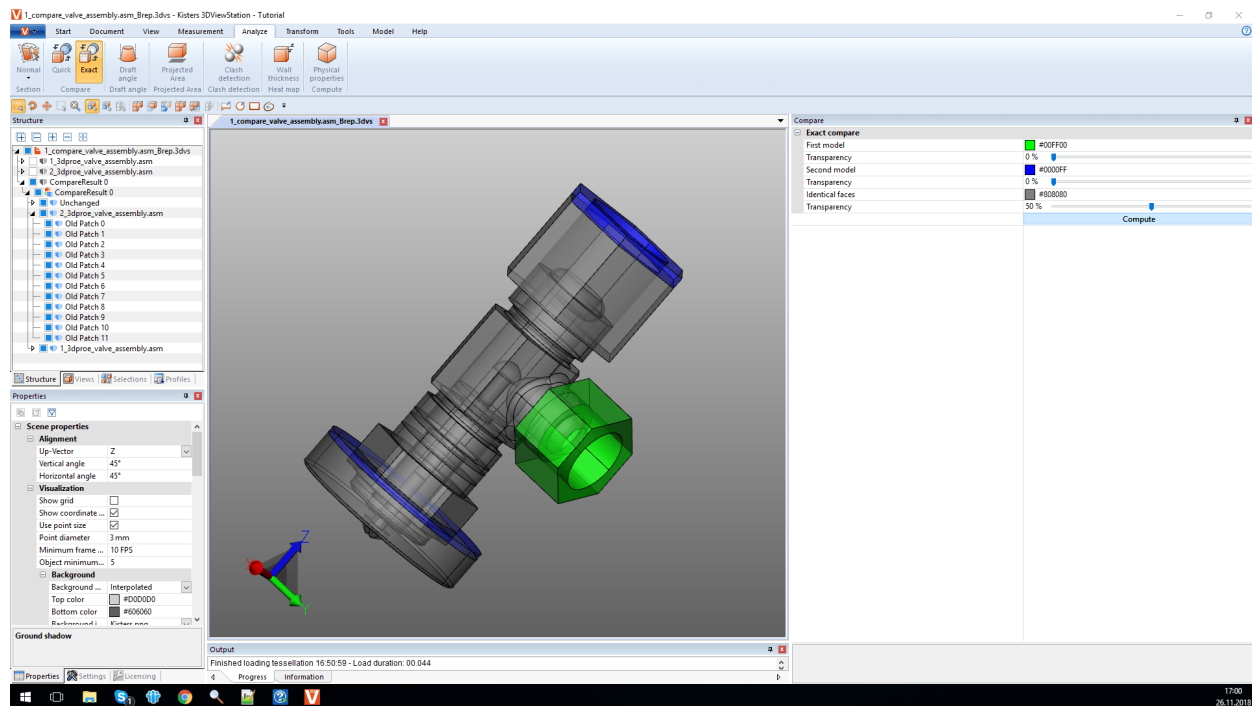 1_compare_valve_assembly.asm_Brep.3dvs - Kisters 3DViewStation - Tutorial
Start Document View Measurement Analyze Transform Tools Model Help
Normal Quick Exact Draft angle Projected Area Clash detection Wall thickness Physical properties
Section Compare Draft angle Projected Area Clash detection Heat map Compute
Structure
1_compare_valve_assembly.asm_Brep.3dvs
1_3dproe_valve_assembly.asm
2_3dproe_valve_assembly.asm
CompareResult 0
CompareResult 0
Unchanged
2_3dproe_valve_assembly.asm
Old Patch 0
Old Patch 1
Old Patch 2
Old Patch 3
Old Patch 4
Old Patch 5
Old Patch 6
Old Patch 7
Old Patch 8
Old Patch 9
Old Patch 10
Old Patch 11
1_3dproe_valve_assembly.asm
Structure Views Selections Profiles
Properties
Scene properties
Alignment
Up-Vector Z
Vertical angle 45°
Horizontal angle 45°
Visualization
Show grid
Show coordinate ...
Use point size
Point diameter 3 mm
Minimum frame ... 10 FPS
Object minimum... 5
Background
Background ... Interpolated
Top color #D0D0D0
Bottom color #606060
Background i... Kisters.png
Ground shadow
Properties Settings Licensing
1_compare_valve_assembly.asm_Brep.3dvs
Z
Y
Output
Finished loading tessellation 16:50:59 - Load duration: 00.044
Progress Information
Compare
Exact compare
First model #00FF00
Transparency 0 %
Second model #0000FF
Transparency 0 %
Identical faces #808080
Transparency 50 %
Compute
17:00
26.11.2018